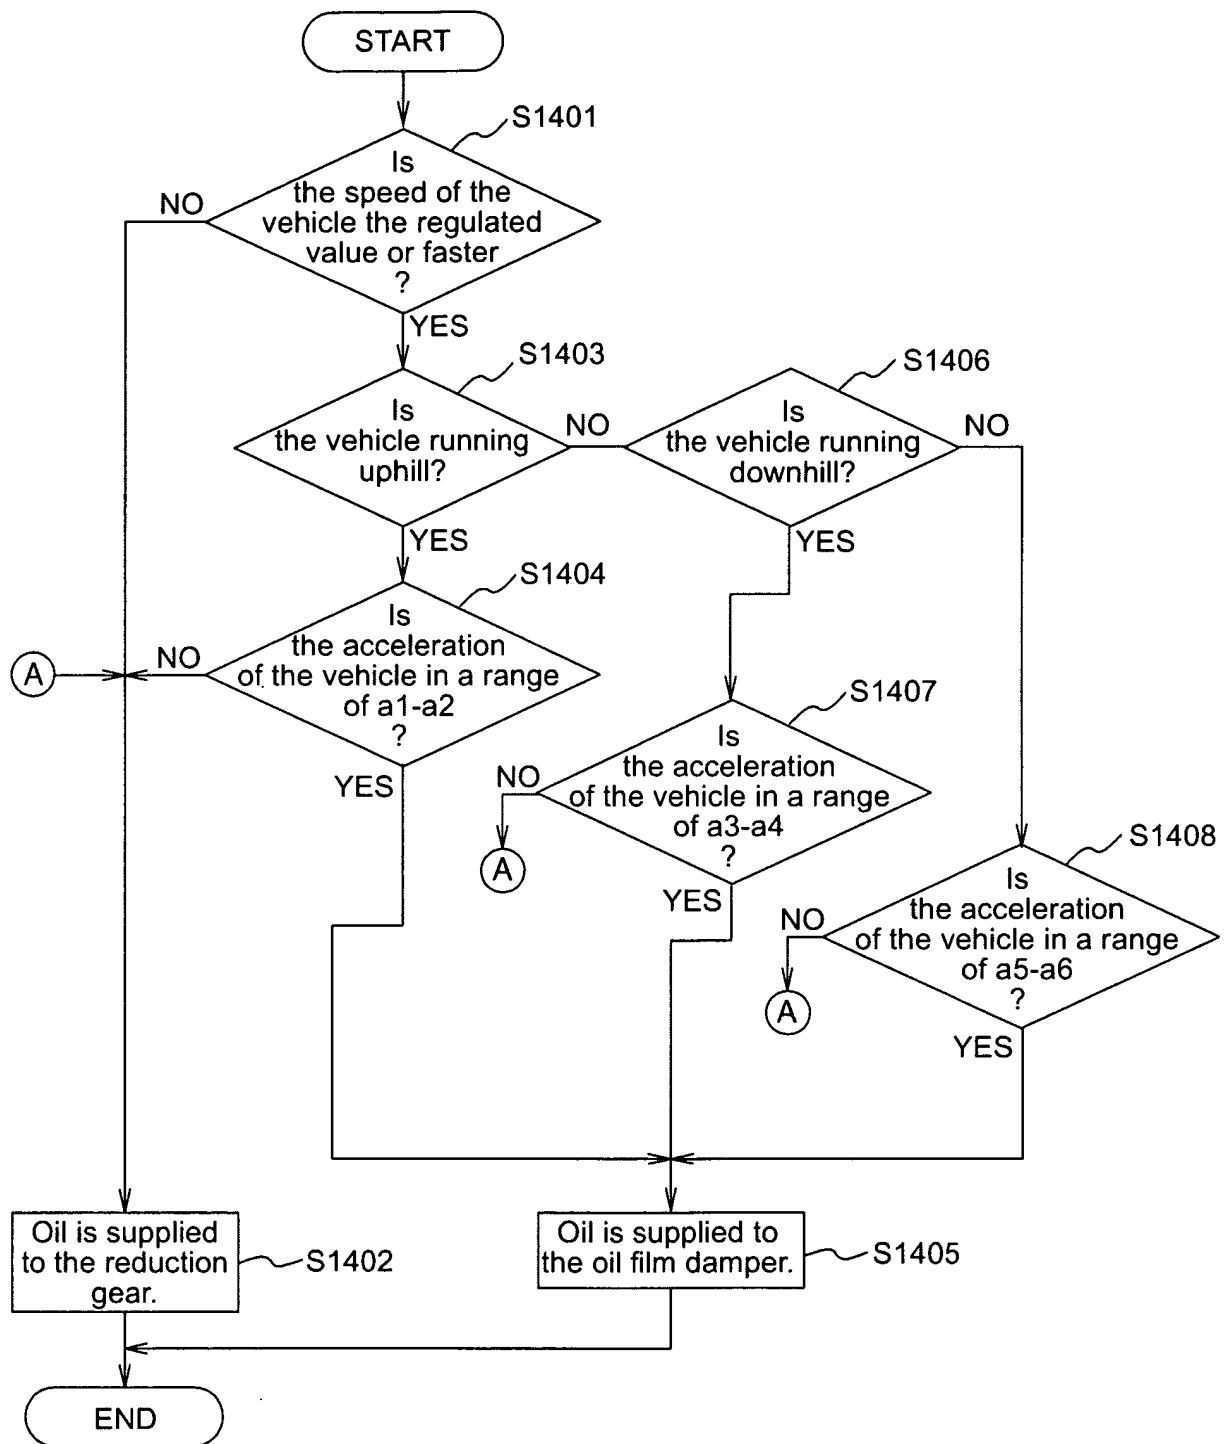 START
S1401
Is
the speed of the
vehicle the regulated
value or faster
?
NO
YES
S1403
Is
the vehicle running
uphill?
NO
YES
S1406
Is
the vehicle running
downhill?
NO
YES
S1404
Is
the acceleration
of the vehicle in a range
of a1-a2
?
NO
YES
A
S1407
Is
the acceleration
of the vehicle in a range
of a3-a4
?
NO
YES
A
S1408
Is
the acceleration
of the vehicle in a range
of a5-a6
?
NO
YES
A
Oil is supplied
to the reduction
gear.
S1402
Oil is supplied to
the oil film damper.
S1405
END